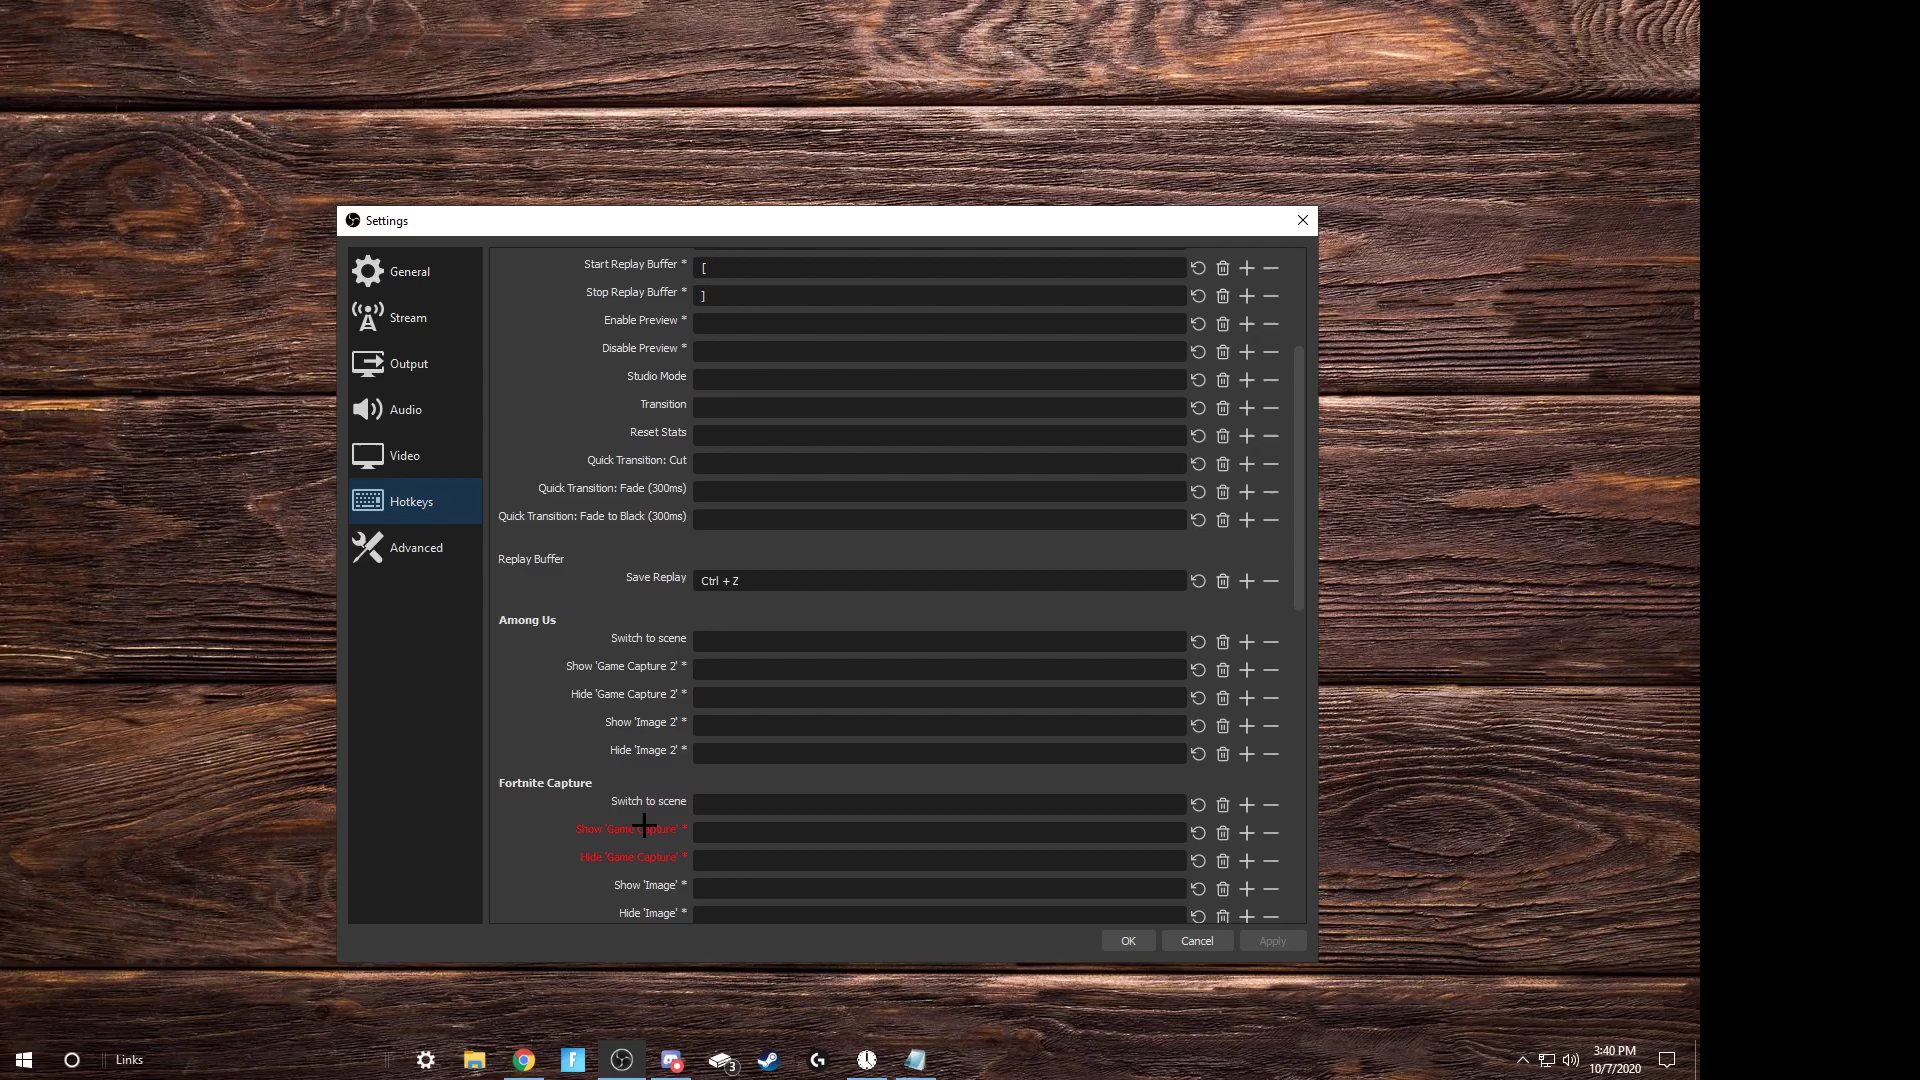 Settings
General
Stream
Output
Audio
Video
Hotkeys
Advanced
Start Replay Buffer * [
Stop Replay Buffer * ]
Enable Preview *
Disable Preview *
Studio Mode
Transition
Reset Stats
Quick Transition: Cut
Quick Transition: Fade (300ms)
Quick Transition: Fade to Black (300ms)
Replay Buffer
Save Replay Ctrl + Z
Among Us
Switch to scene
Show 'Game Capture 2' *
Hide 'Game Capture 2' *
Show 'Image 2' *
Hide 'Image 2' *
Fortnite Capture
Switch to scene
Show 'Game Capture' *
Hide 'Game Capture' *
Show 'Image' *
Hide 'Image' *
OK Cancel Apply
Links
3
3:40 PM
10/7/2020